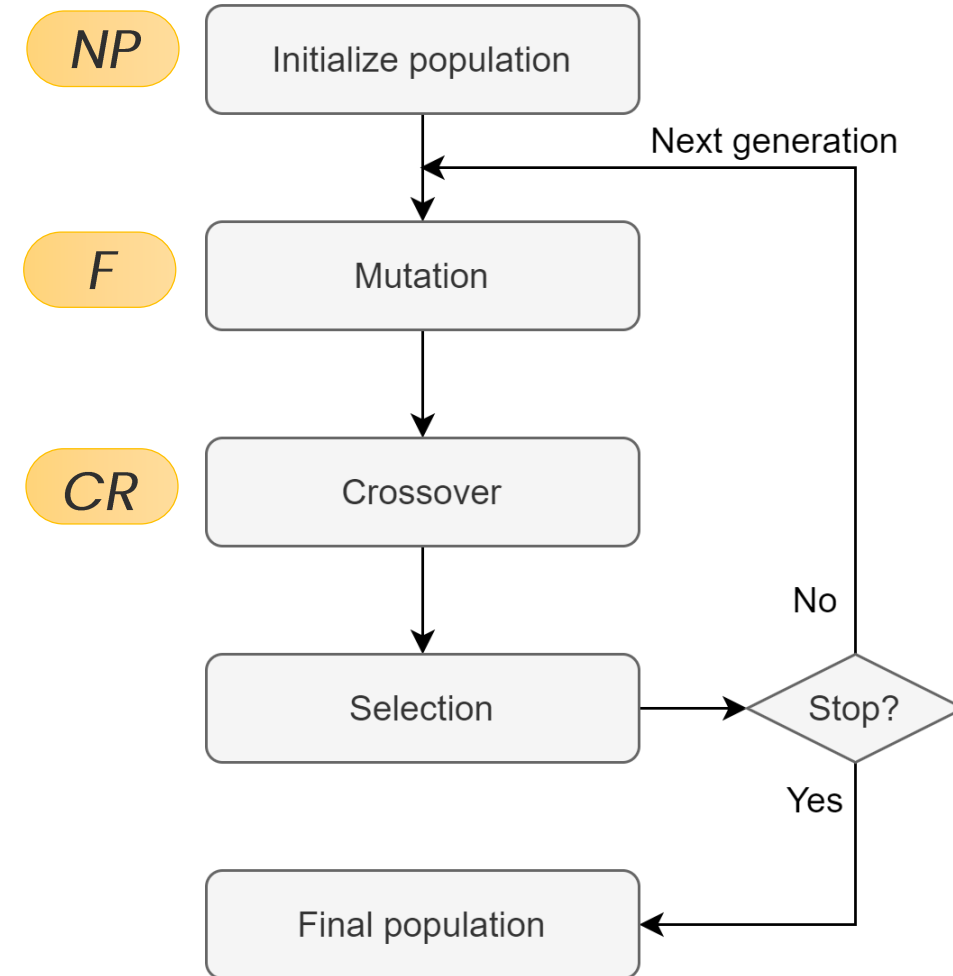 NP
Initialize population
Next generation
F
Mutation
CR
Crossover
No
Selection
Stop?
Yes
Final population